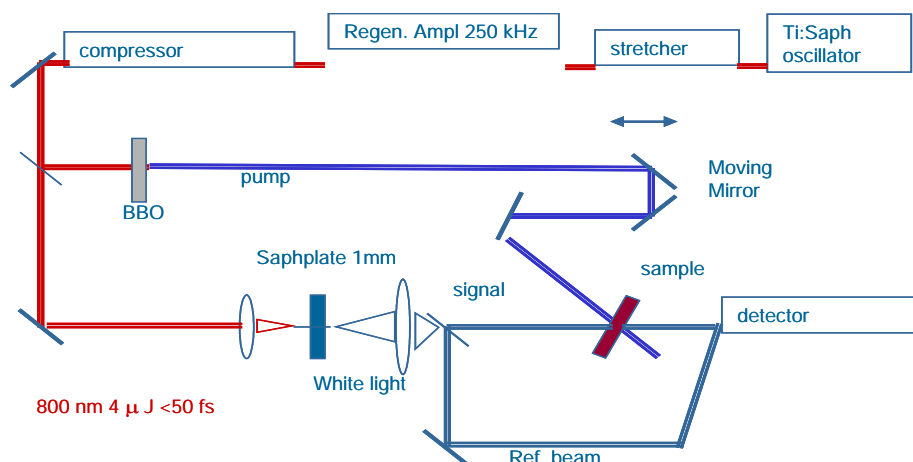 Regen. Ampl 250 kHz
Ti:Saph
oscillator
compressor
stretcher
pump
Moving
Mirror
BBO
Saphplate 1mm
sample
signal
detector
White light
800 nm 4 μ J <50 fs
Ref. beam